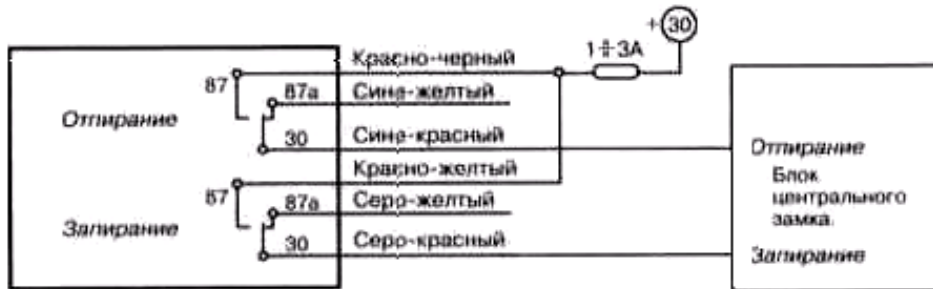 + 30
1÷3А
Красно-черный
87
87а
Сине-желтый
Отпирание
30
Сине-красный
Красно-желтый
87
87а
Серо-желтый
Запирание
30
Серо-красный
Отпирание
Блок
центрального
замка.
Запирание